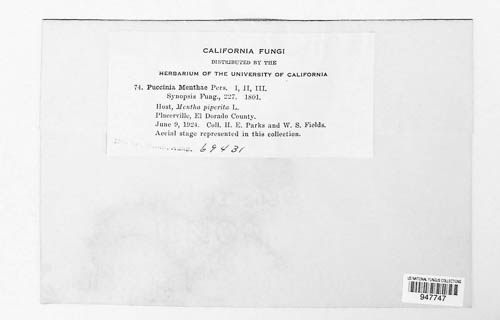 CALIFORNIA FUNGI
DISTRIBUTED BY THE
HERBARIUM OF THE UNIVERSITY OF CALIFORNIA
74. Puccinia Menthae Pers. I, II, III.
Synopsis Fung., 227. 1801.
Host, Mentha piperita L.
Placerville, El Dorado County.
June 9, 1924. Coll. H. E. Parks and W. S. Fields.
Aecial stage represented in this collection.
69431
US NATIONAL FUNGUS COLLECTIONS
947747